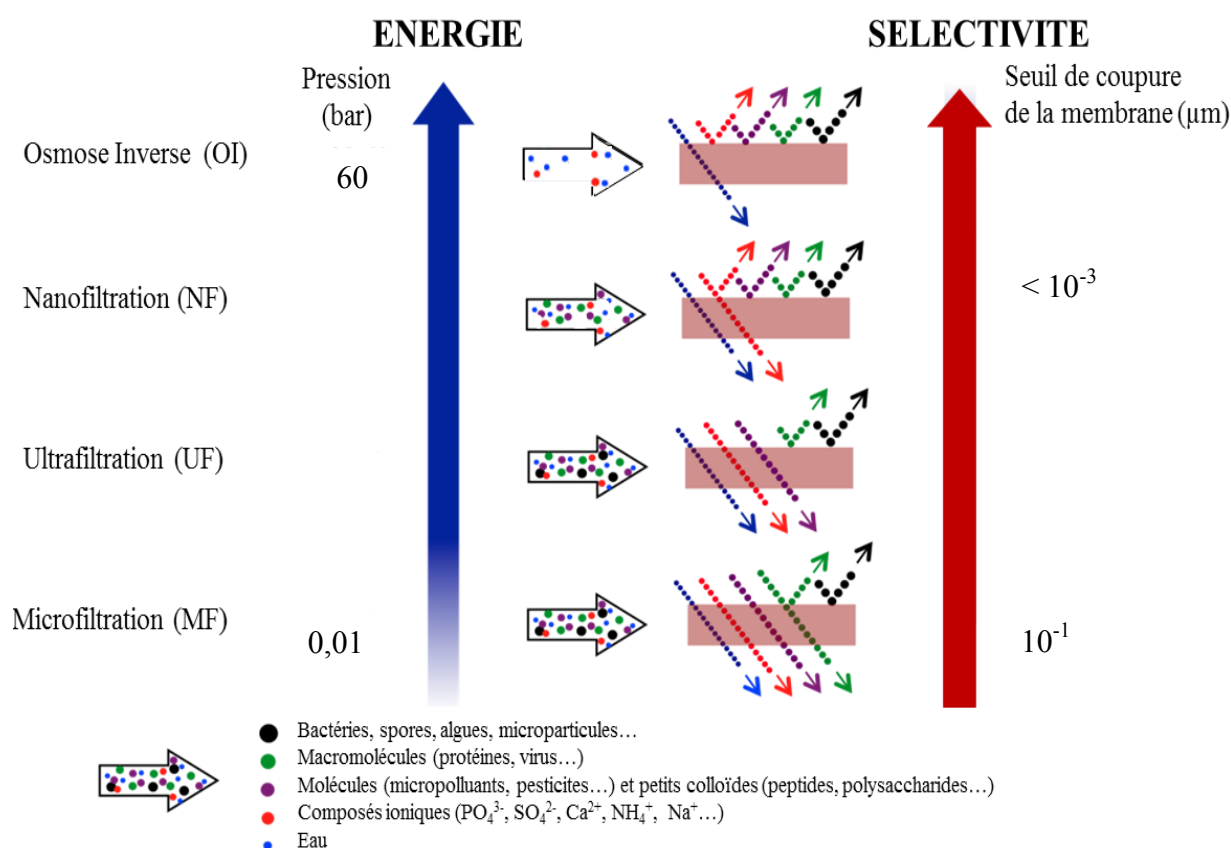 ENERGIE
SELECTIVITE
Pression
(bar)
Seuil de coupure
de la membrane (µm)
Osmose Inverse (OI)
60
Nanofiltration (NF)
< 10⁻³
Ultrafiltration (UF)
Microfiltration (MF)
0,01
10⁻¹
Bactéries, spores, algues, microparticules…
Macromolécules (protéines, virus…)
Molécules (micropolluants, pesticites…) et petits colloïdes (peptides, polysaccharides…)
Composés ioniques (PO₄³⁻, SO₄²⁻, Ca²⁺, NH₄⁺, Na⁺…)
Eau